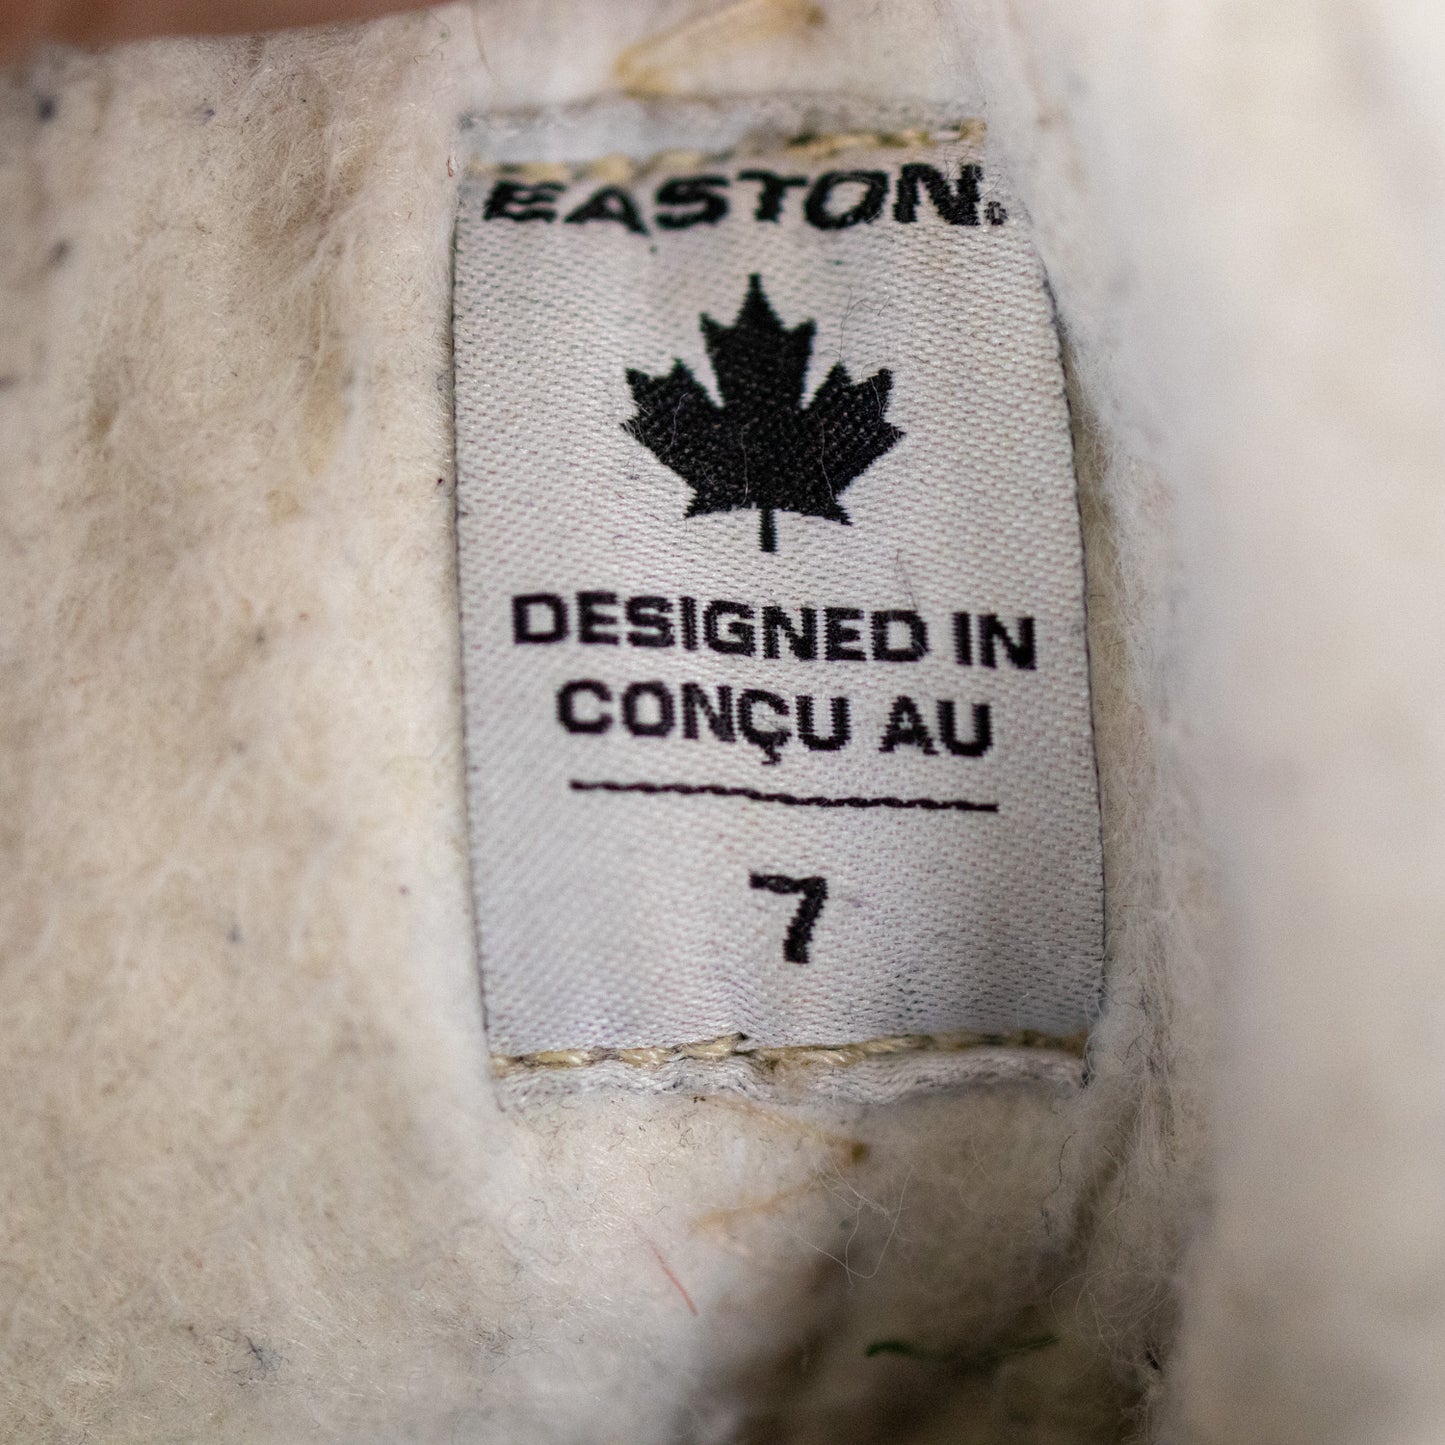 EASTON®
DESIGNED IN
CONÇU AU
7